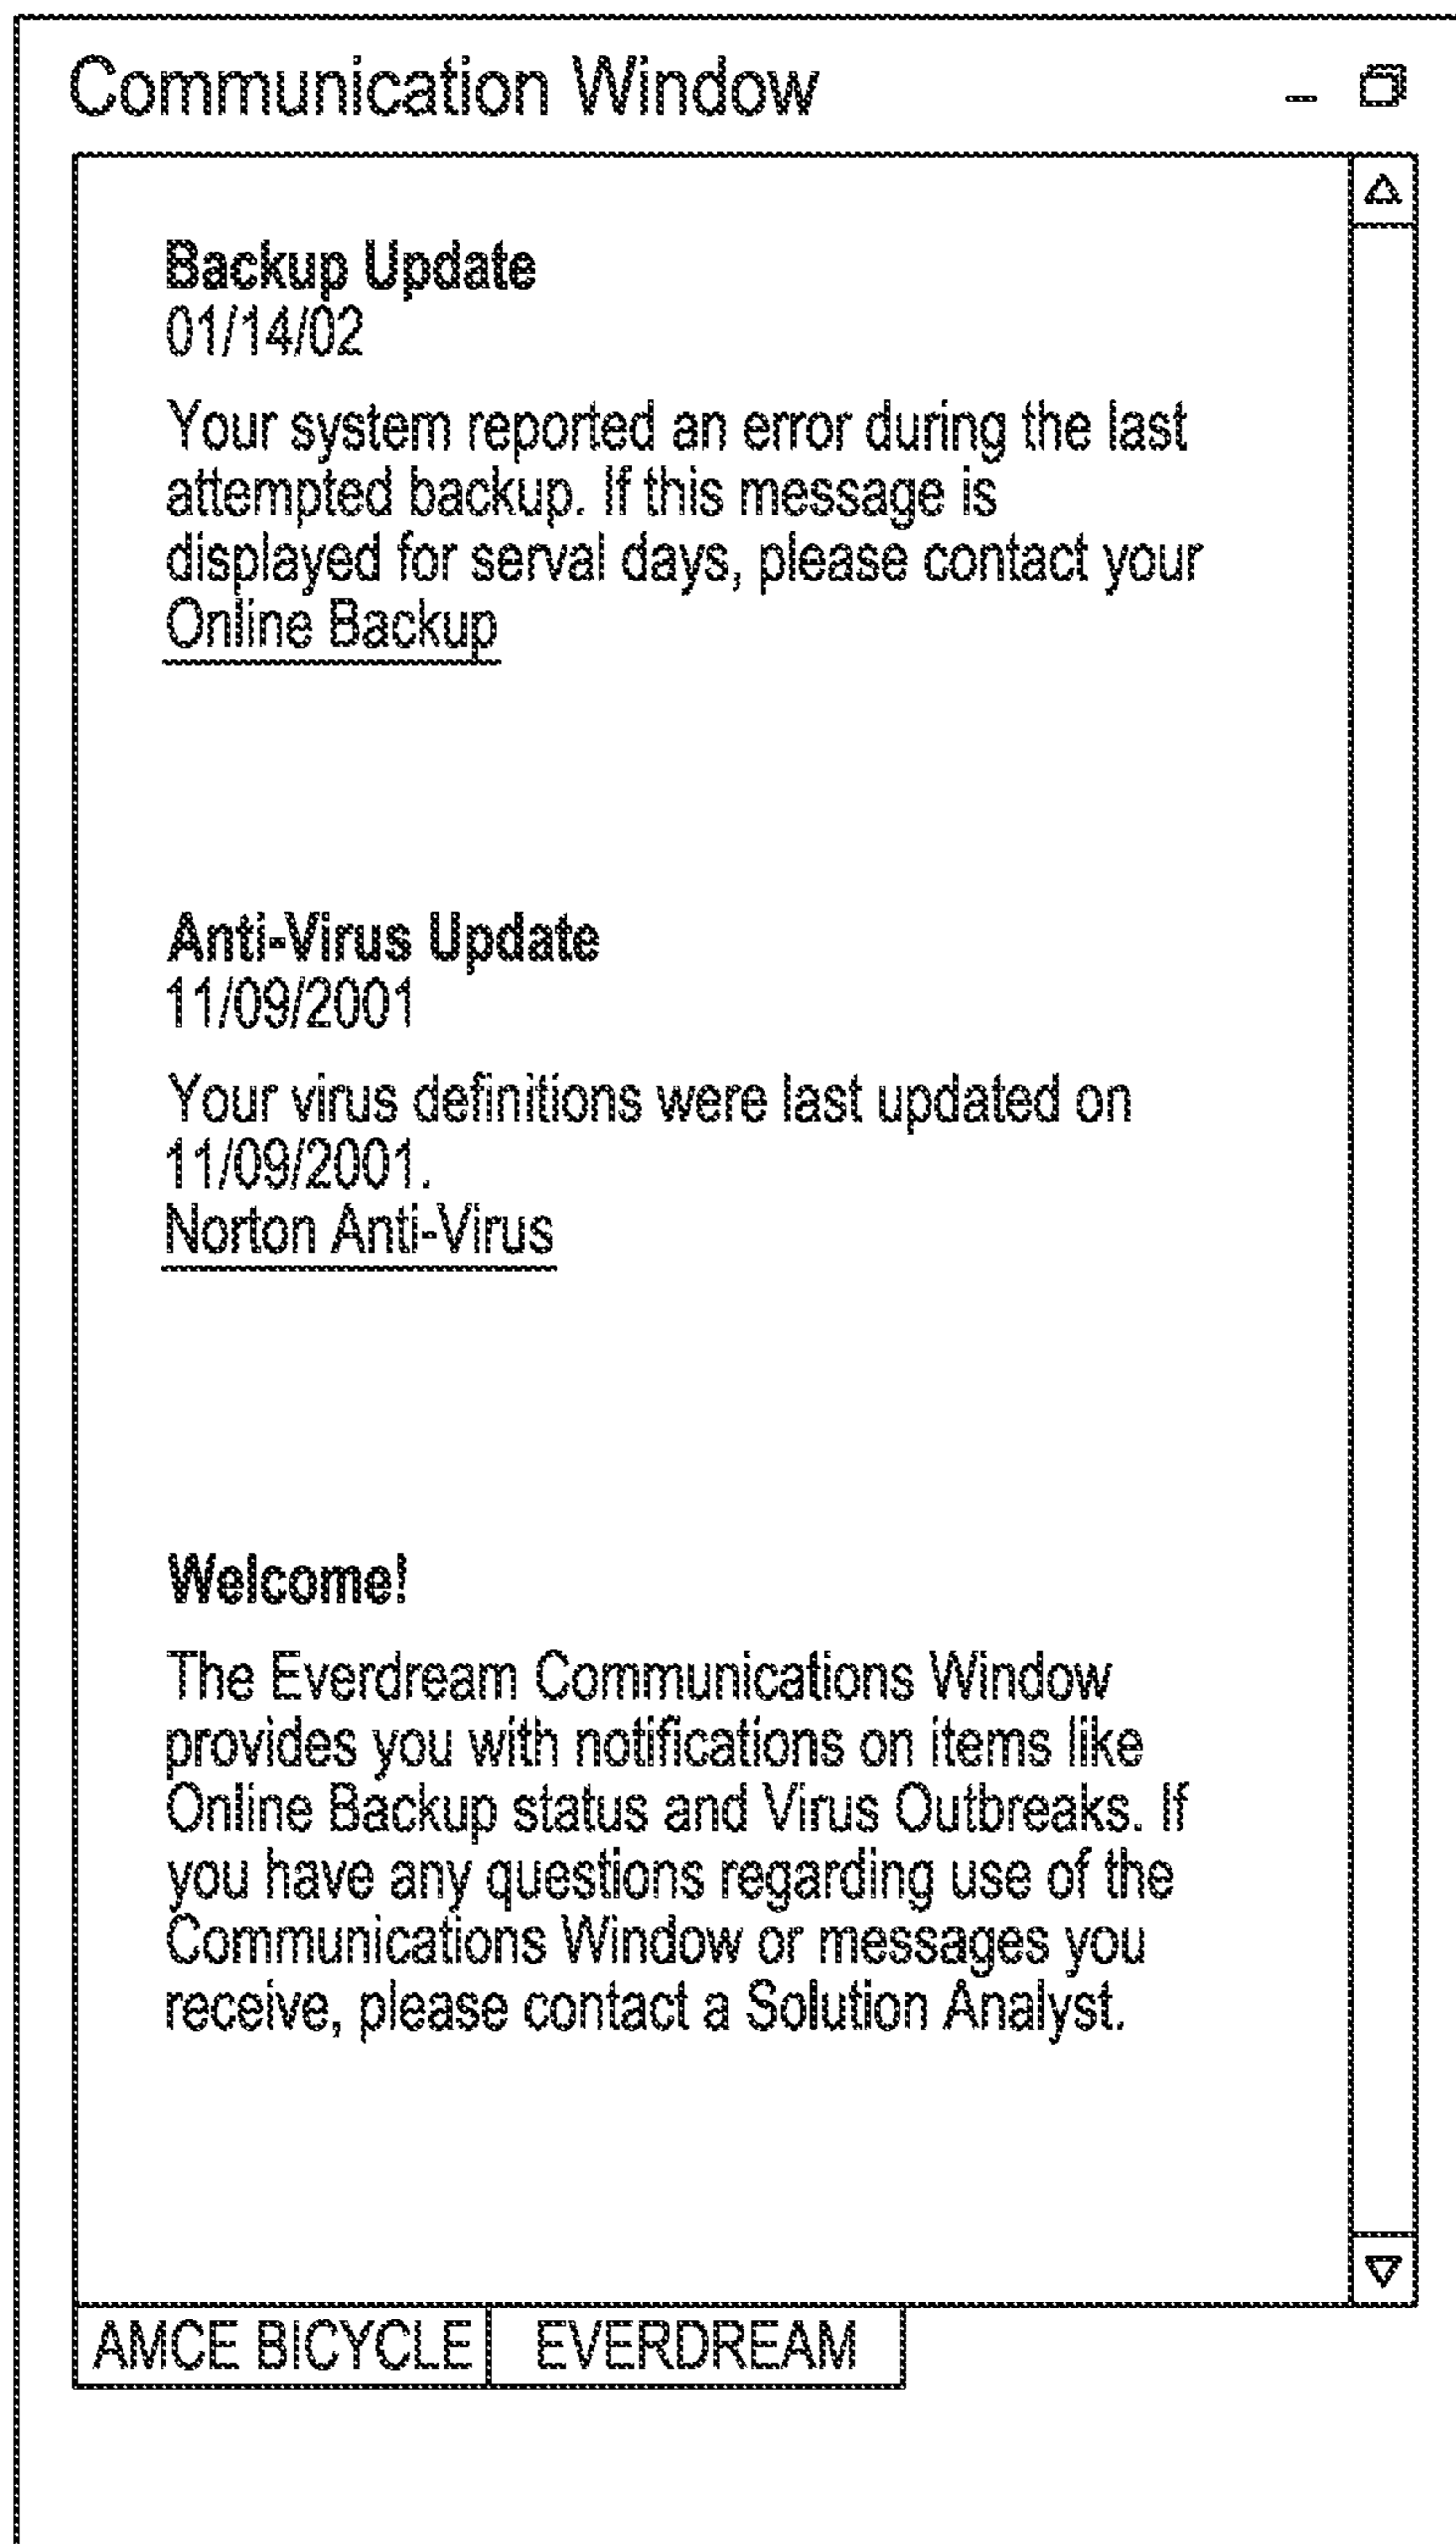 Communication Window
Backup Update
01/14/02
Your system reported an error during the last
attempted backup. If this message is
displayed for serval days, please contact your
Online Backup
Anti-Virus Update
11/09/2001
Your virus definitions were last updated on
11/09/2001.
Norton Anti-Virus
Welcome!
The Everdream Communications Window
provides you with notifications on items like
Online Backup status and Virus Outbreaks. If
you have any questions regarding use of the
Communications Window or messages you
receive, please contact a Solution Analyst.
AMCE BICYCLE EVERDREAM